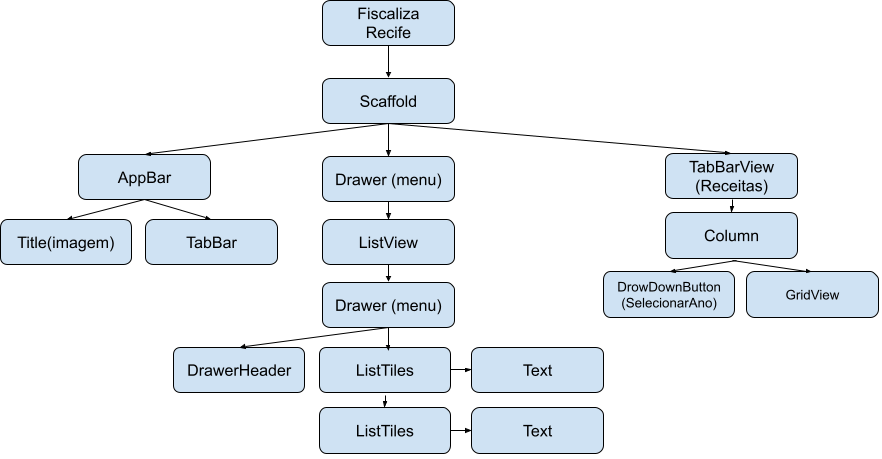 Fiscaliza
Recife
Scaffold
AppBar
Drawer (menu)
TabBarView
(Receitas)
Title(imagem)
TabBar
ListView
Column
Drawer (menu)
DrowDownButton
(SelecionarAno)
GridView
DrawerHeader
ListTiles
Text
ListTiles
Text